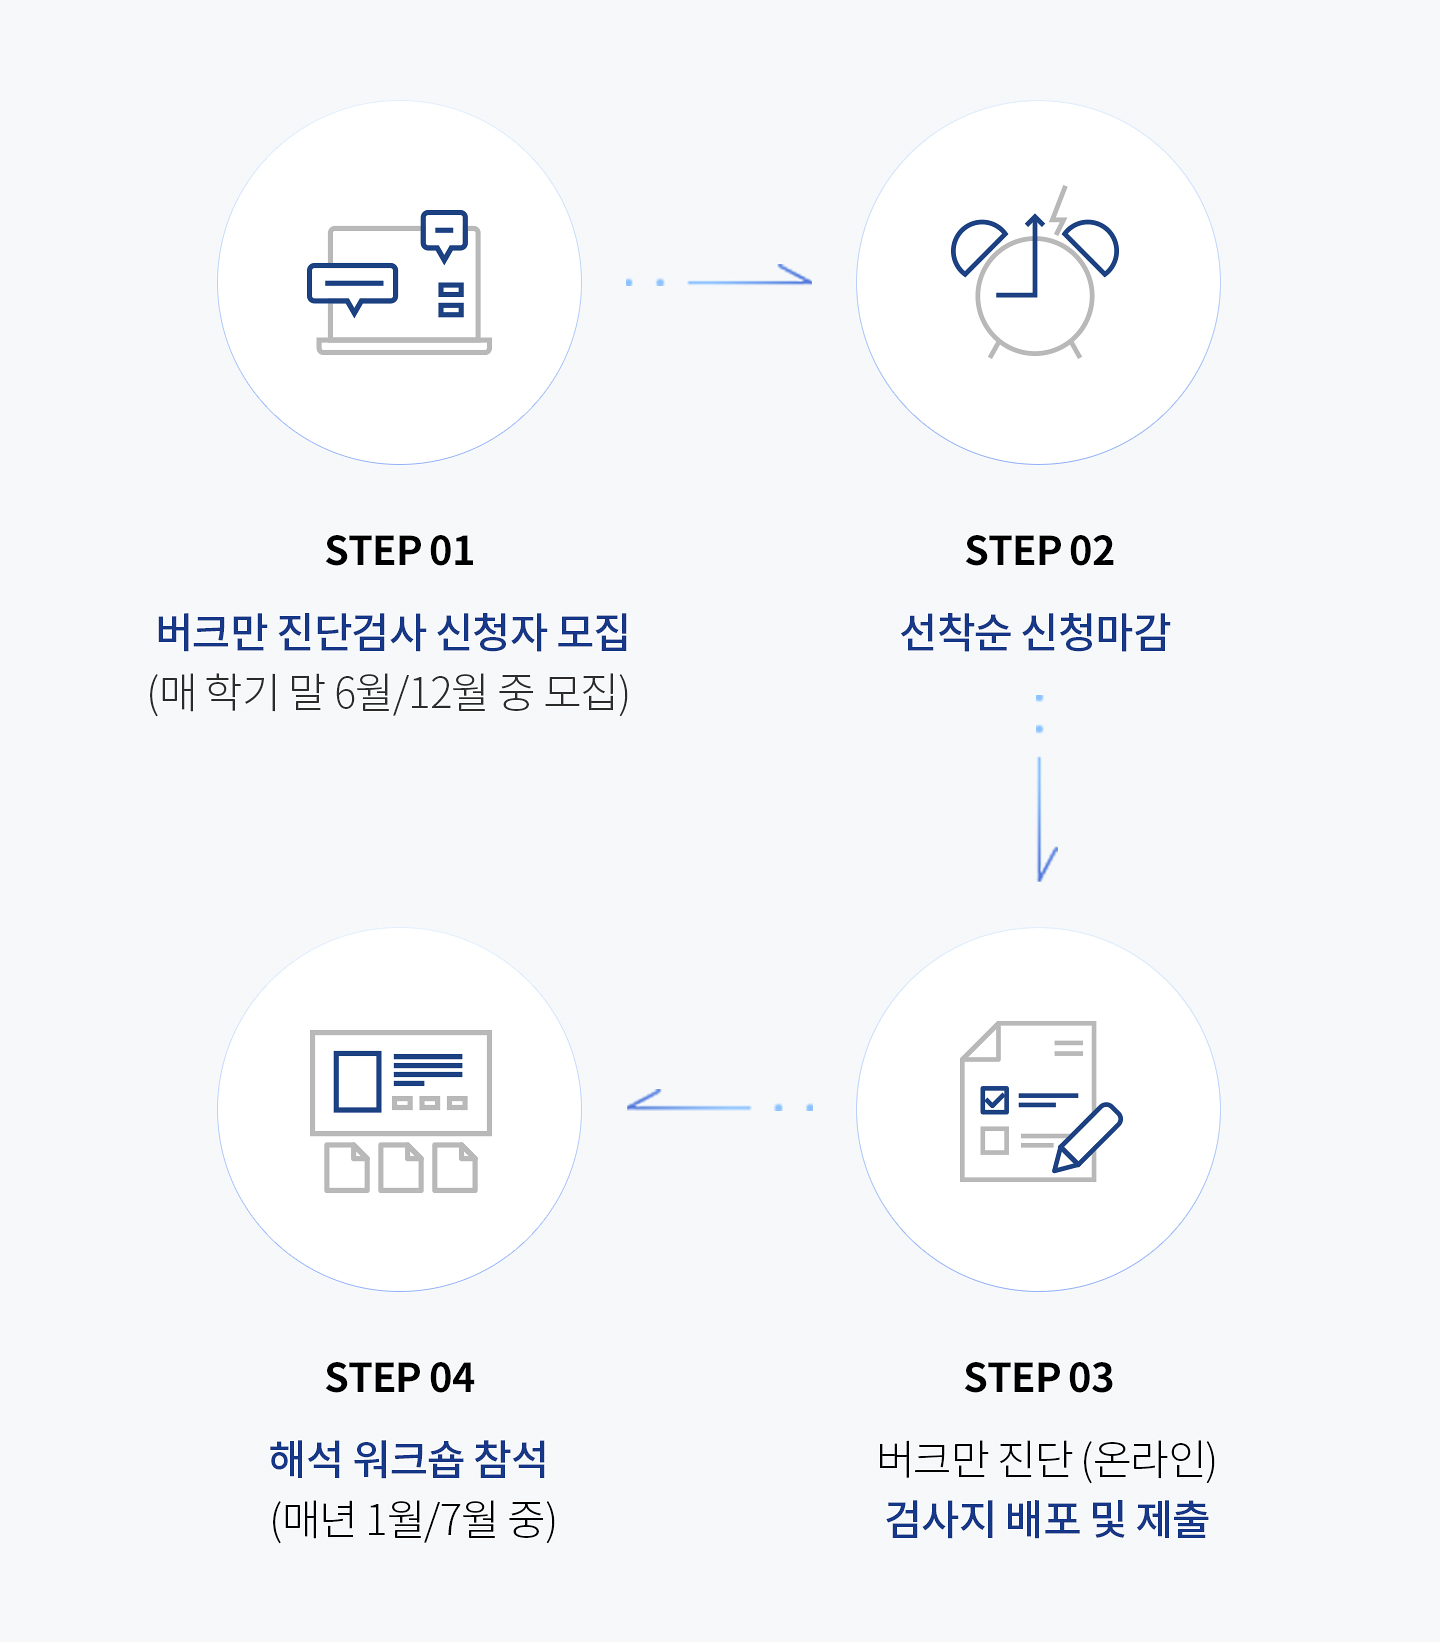 STEP 01
버크만 진단검사 신청자 모집
(매 학기 말 6월/12월 중 모집)
STEP 02
선착순 신청마감
STEP 03
버크만 진단 (온라인)
검사지 배포 및 제출
STEP 04
해석 워크숍 참석
(매년 1월/7월 중)